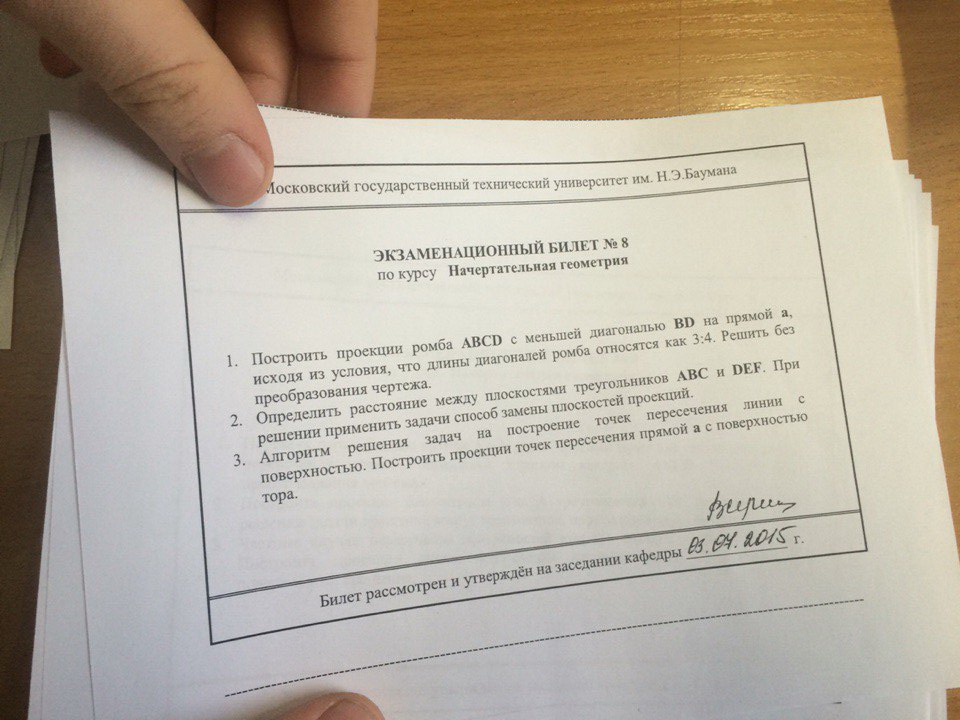 Московский государственный технический университет им. Н.Э.Баумана
ЭКЗАМЕНАЦИОННЫЙ БИЛЕТ № 8
по курсу Начертательная геометрия
1. Построить проекции ромба ABCD с меньшей диагональю BD на прямой a,
исходя из условия, что длины диагоналей ромба относятся как 3:4. Решить без
преобразования чертежа.
2. Определить расстояние между плоскостями треугольников ABC и DEF. При
решении применить задачи способ замены плоскостей проекций.
3. Алгоритм решения задач на построение точек пересечения линии с
поверхностью. Построить проекции точек пересечения прямой a с поверхностью
тора.
Билет рассмотрен и утверждён на заседании кафедры 03.04.2015 г.